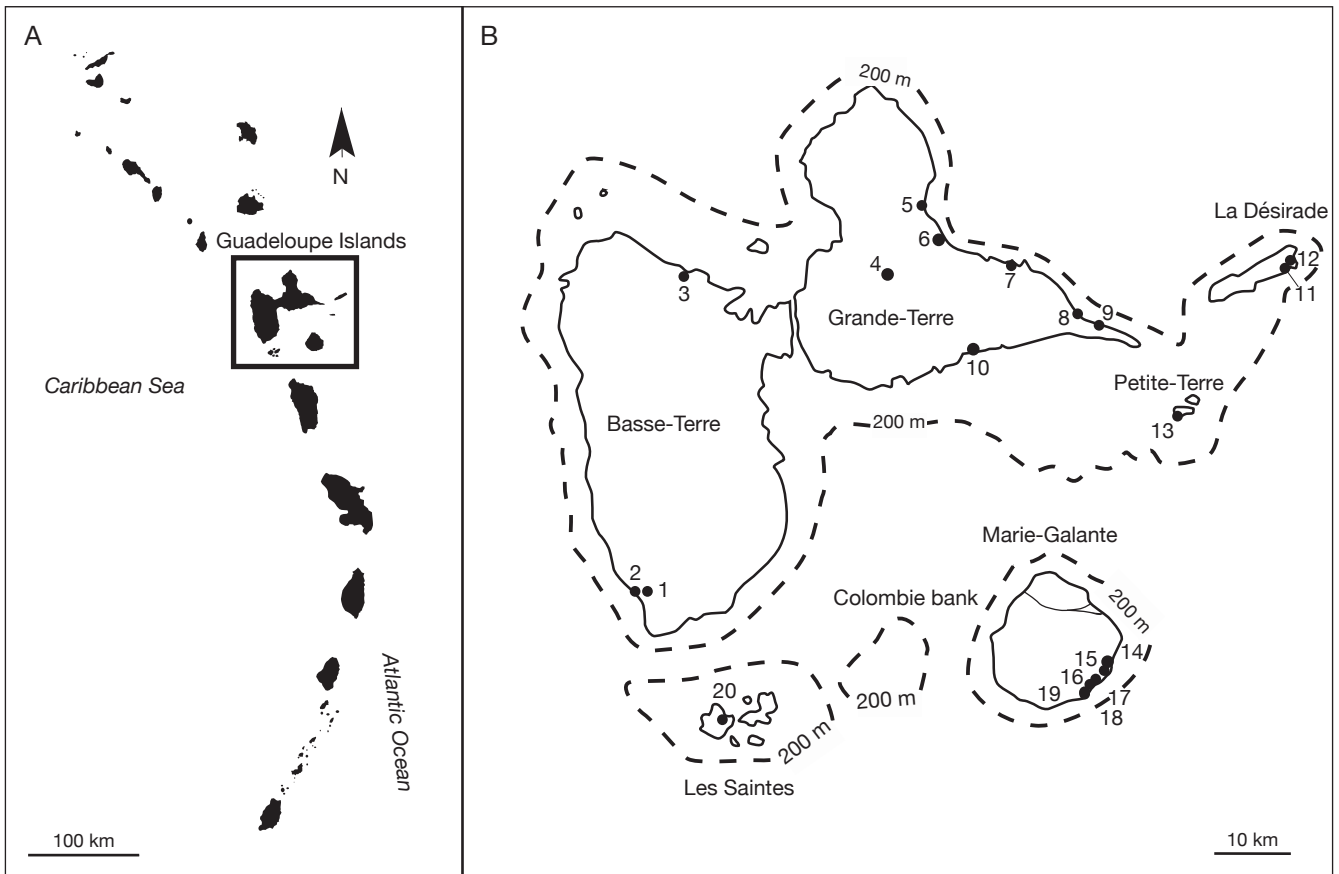 A
N
Guadeloupe Islands
Caribbean Sea
Atlantic Ocean
100 km
B
200 m
5
La Désirade
6
12
4
7
3
11
Grande-Terre
8
9
10
Petite-Terre
Basse-Terre
200 m
13
Marie-Galante
2
1
Colombie bank
200 m
15
14
16
20
19
17
200 m
18
200 m
Les Saintes
10 km